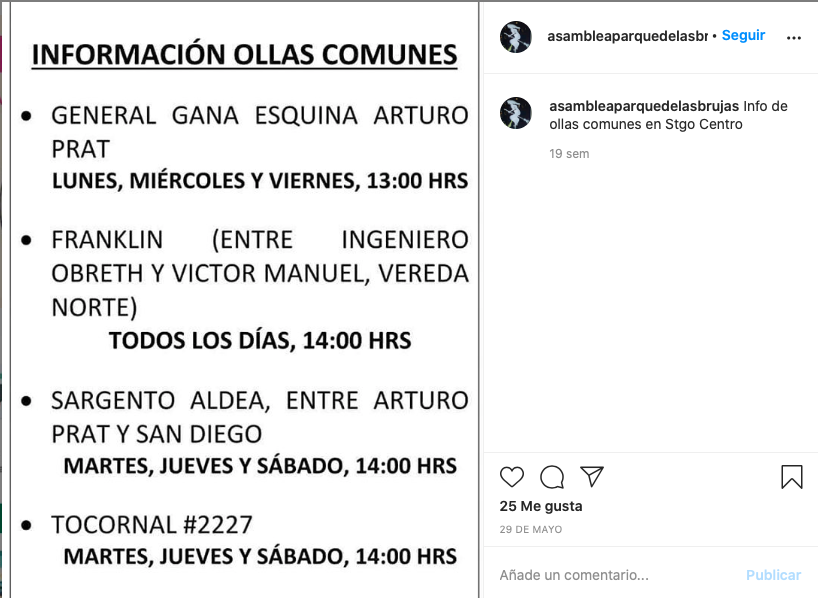 INFORMACIÓN OLLAS COMUNES
• GENERAL GANA ESQUINA ARTURO
PRAT
LUNES, MIÉRCOLES Y VIERNES, 13:00 HRS
• FRANKLIN (ENTRE INGENIERO
OBRETH Y VICTOR MANUEL, VEREDA
NORTE)
TODOS LOS DÍAS, 14:00 HRS
• SARGENTO ALDEA, ENTRE ARTURO
PRAT Y SAN DIEGO
MARTES, JUEVES Y SÁBADO, 14:00 HRS
• TOCORNAL #2227
MARTES, JUEVES Y SÁBADO, 14:00 HRS
asambleaparquedelasbr • Seguir
asambleaparquedelasbrujas Info de
ollas comunes en Stgo Centro
19 sem
25 Me gusta
29 DE MAYO
Añade un comentario... Publicar